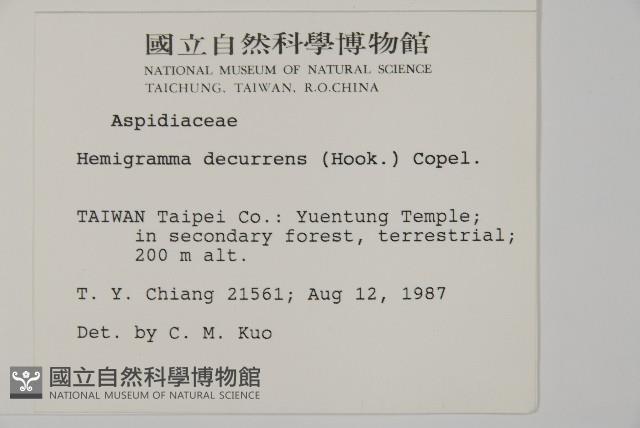 國立自然科學博物館
NATIONAL MUSEUM OF NATURAL SCIENCE
TAICHUNG, TAIWAN, R.O.CHINA
Aspidiaceae
Hemigramma decurrens (Hook.) Copel.
TAIWAN Taipei Co.: Yuentung Temple;
in secondary forest, terrestrial;
200 m alt.
T. Y. Chiang 21561; Aug 12, 1987
Det. by C. M. Kuo
國立自然科學博物館
NATIONAL MUSEUM OF NATURAL SCIENCE